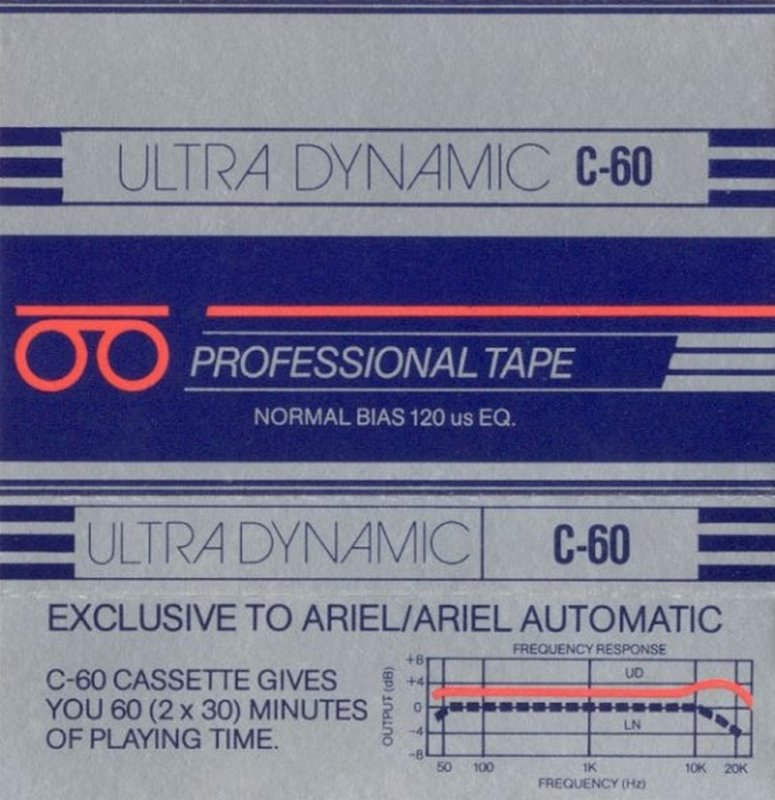 ULTRA DYNAMIC C-60
PROFESSIONAL TAPE
NORMAL BIAS 120 us EQ.
ULTRA DYNAMIC C-60
EXCLUSIVE TO ARIEL/ARIEL AUTOMATIC
C-60 CASSETTE GIVES
YOU 60 (2 x 30) MINUTES
OF PLAYING TIME.
FREQUENCY RESPONSE
OUTPUT (dB)
+8
+4
0
-4
-8
UD
LN
50 100 1K 10K 20K
FREQUENCY (Hz)